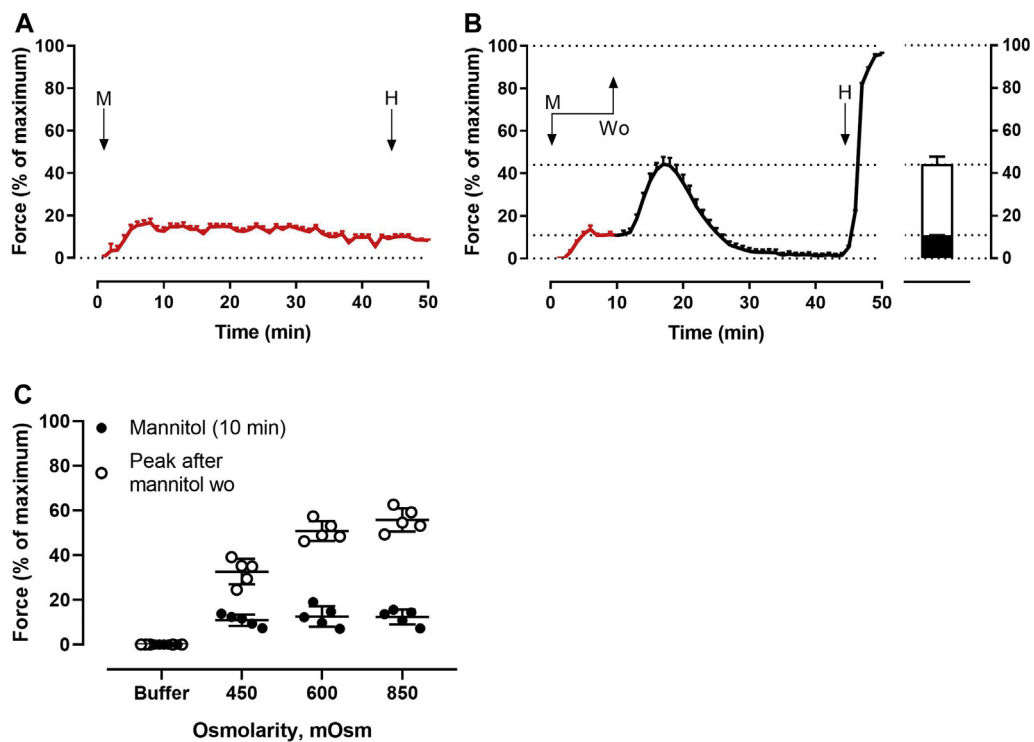 A
Force (% of maximum)
100
80
60
40
20
0
M
H
0 10 20 30 40 50
Time (min)
B
Force (% of maximum)
100
80
60
40
20
0
M
Wo
H
0 10 20 30 40 50
Time (min)
100
80
60
40
20
0
C
Force (% of maximum)
100
80
60
40
20
0
Mannitol (10 min)
Peak after
mannitol wo
Buffer 450 600 850
Osmolarity, mOsm